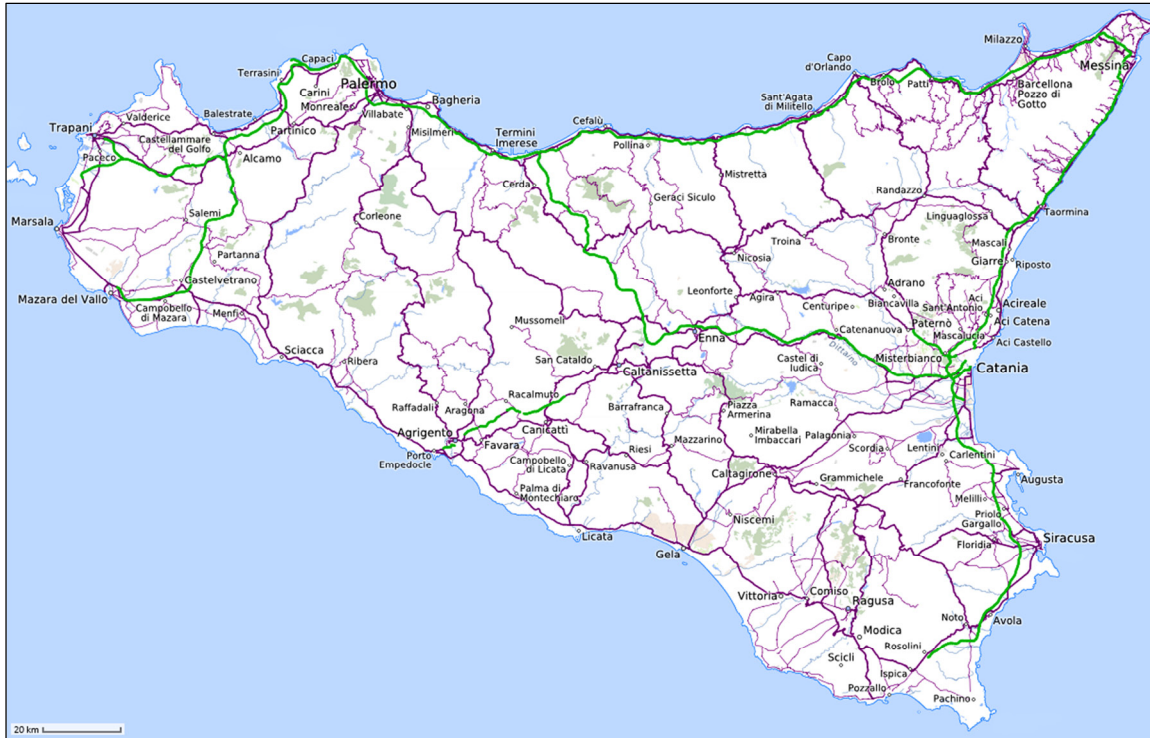 Milazzo
Messina
Capaci
Terrasini
Carini
Palermo
Monreale
Bagheria
Villabate
Capo
d'Orlando
Brolo
Patti
Barcellona
Pozzo di
Gotto
Sant'Agata
di Militello
Balestrate
Valderice
Trapani
Castellammare
del Golfo
Partinico
Misilmeri
Termini
Imerese
Cefalù
Pollina
Paceco
Alcamo
Cerda
Mistretta
Geraci Siculo
Randazzo
Taormina
Marsala
Salemi
Corleone
Linguaglossa
Partanna
Troina
Bronte
Mascali
Nicosia
Giarre
Riposto
Mazara del Vallo
Castelvetrano
Campobello
di Mazara
Menfi
Leonforte
Agira
Adrano
Biancavilla
Centuripe
Aci
Sant'Antonio
Acireale
Aci Catena
Mussomeli
Enna
Catenanuova
Paternò
Mascalucia
Aci Castello
Dittaino
Sciacca
Ribera
San Cataldo
Caltanissetta
Castel di
Iudica
Misterbianco
Catania
Raffadali
Aragona
Racalmuto
Barrafranca
Piazza
Armerina
Ramacca
Agrigento
Favara
Canicattì
Mirabella
Imbaccari
Palagonia
Porto
Empedocle
Riesi
Mazzarino
Scordia
Lentini
Carlentini
Campobello
di Licata
Ravanusa
Caltagirone
Grammichele
Francofonte
Augusta
Palma di
Montechiaro
Melilli
Niscemi
Priolo
Gargallo
Licata
Gela
Floridia
Siracusa
Vittoria
Comiso
Ragusa
Noto
Avola
Modica
Rosolini
Scicli
Ispica
Pozzallo
Pachino
20 km